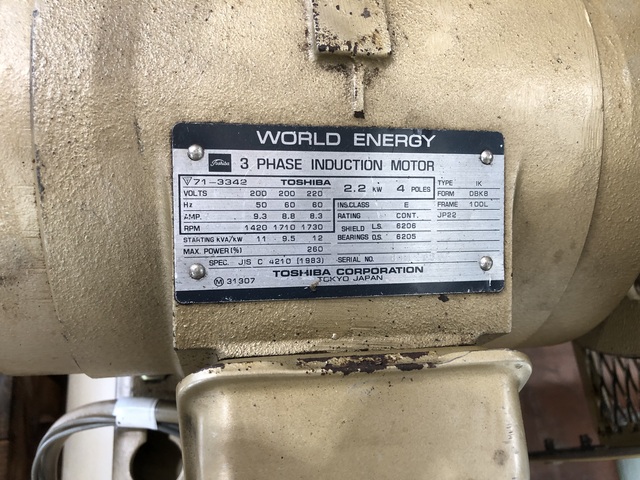 WORLD ENERGY
Toshiba 3 PHASE INDUCTION MOTOR
▽71-3342 TOSHIBA 2.2 KW 4 POLES TYPE IK
VOLTS 200 200 220 FORM DBKB
Hz 50 60 60 INS.CLASS E FRAME 100L
AMP. 9.3 8.8 8.3 RATING CONT. JP22
RPM 1420 1710 1730 SHIELD L.S. 6206
STARTING KVA/KW 11 9.5 12 BEARINGS O.S. 6205
MAX. POWER(%) 260
SPEC. JIS C 4210 (1983) SERIAL NO.
TOSHIBA CORPORATION
Ⓜ 31307 TOKYO JAPAN